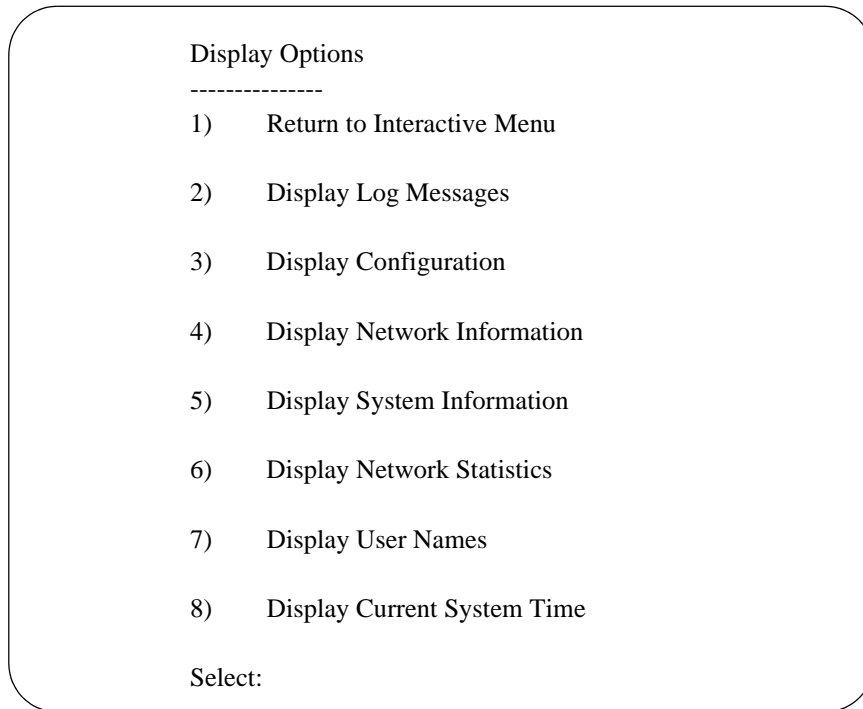 Display Options
---------------
1) Return to Interactive Menu
2) Display Log Messages
3) Display Configuration
4) Display Network Information
5) Display System Information
6) Display Network Statistics
7) Display User Names
8) Display Current System Time
Select: